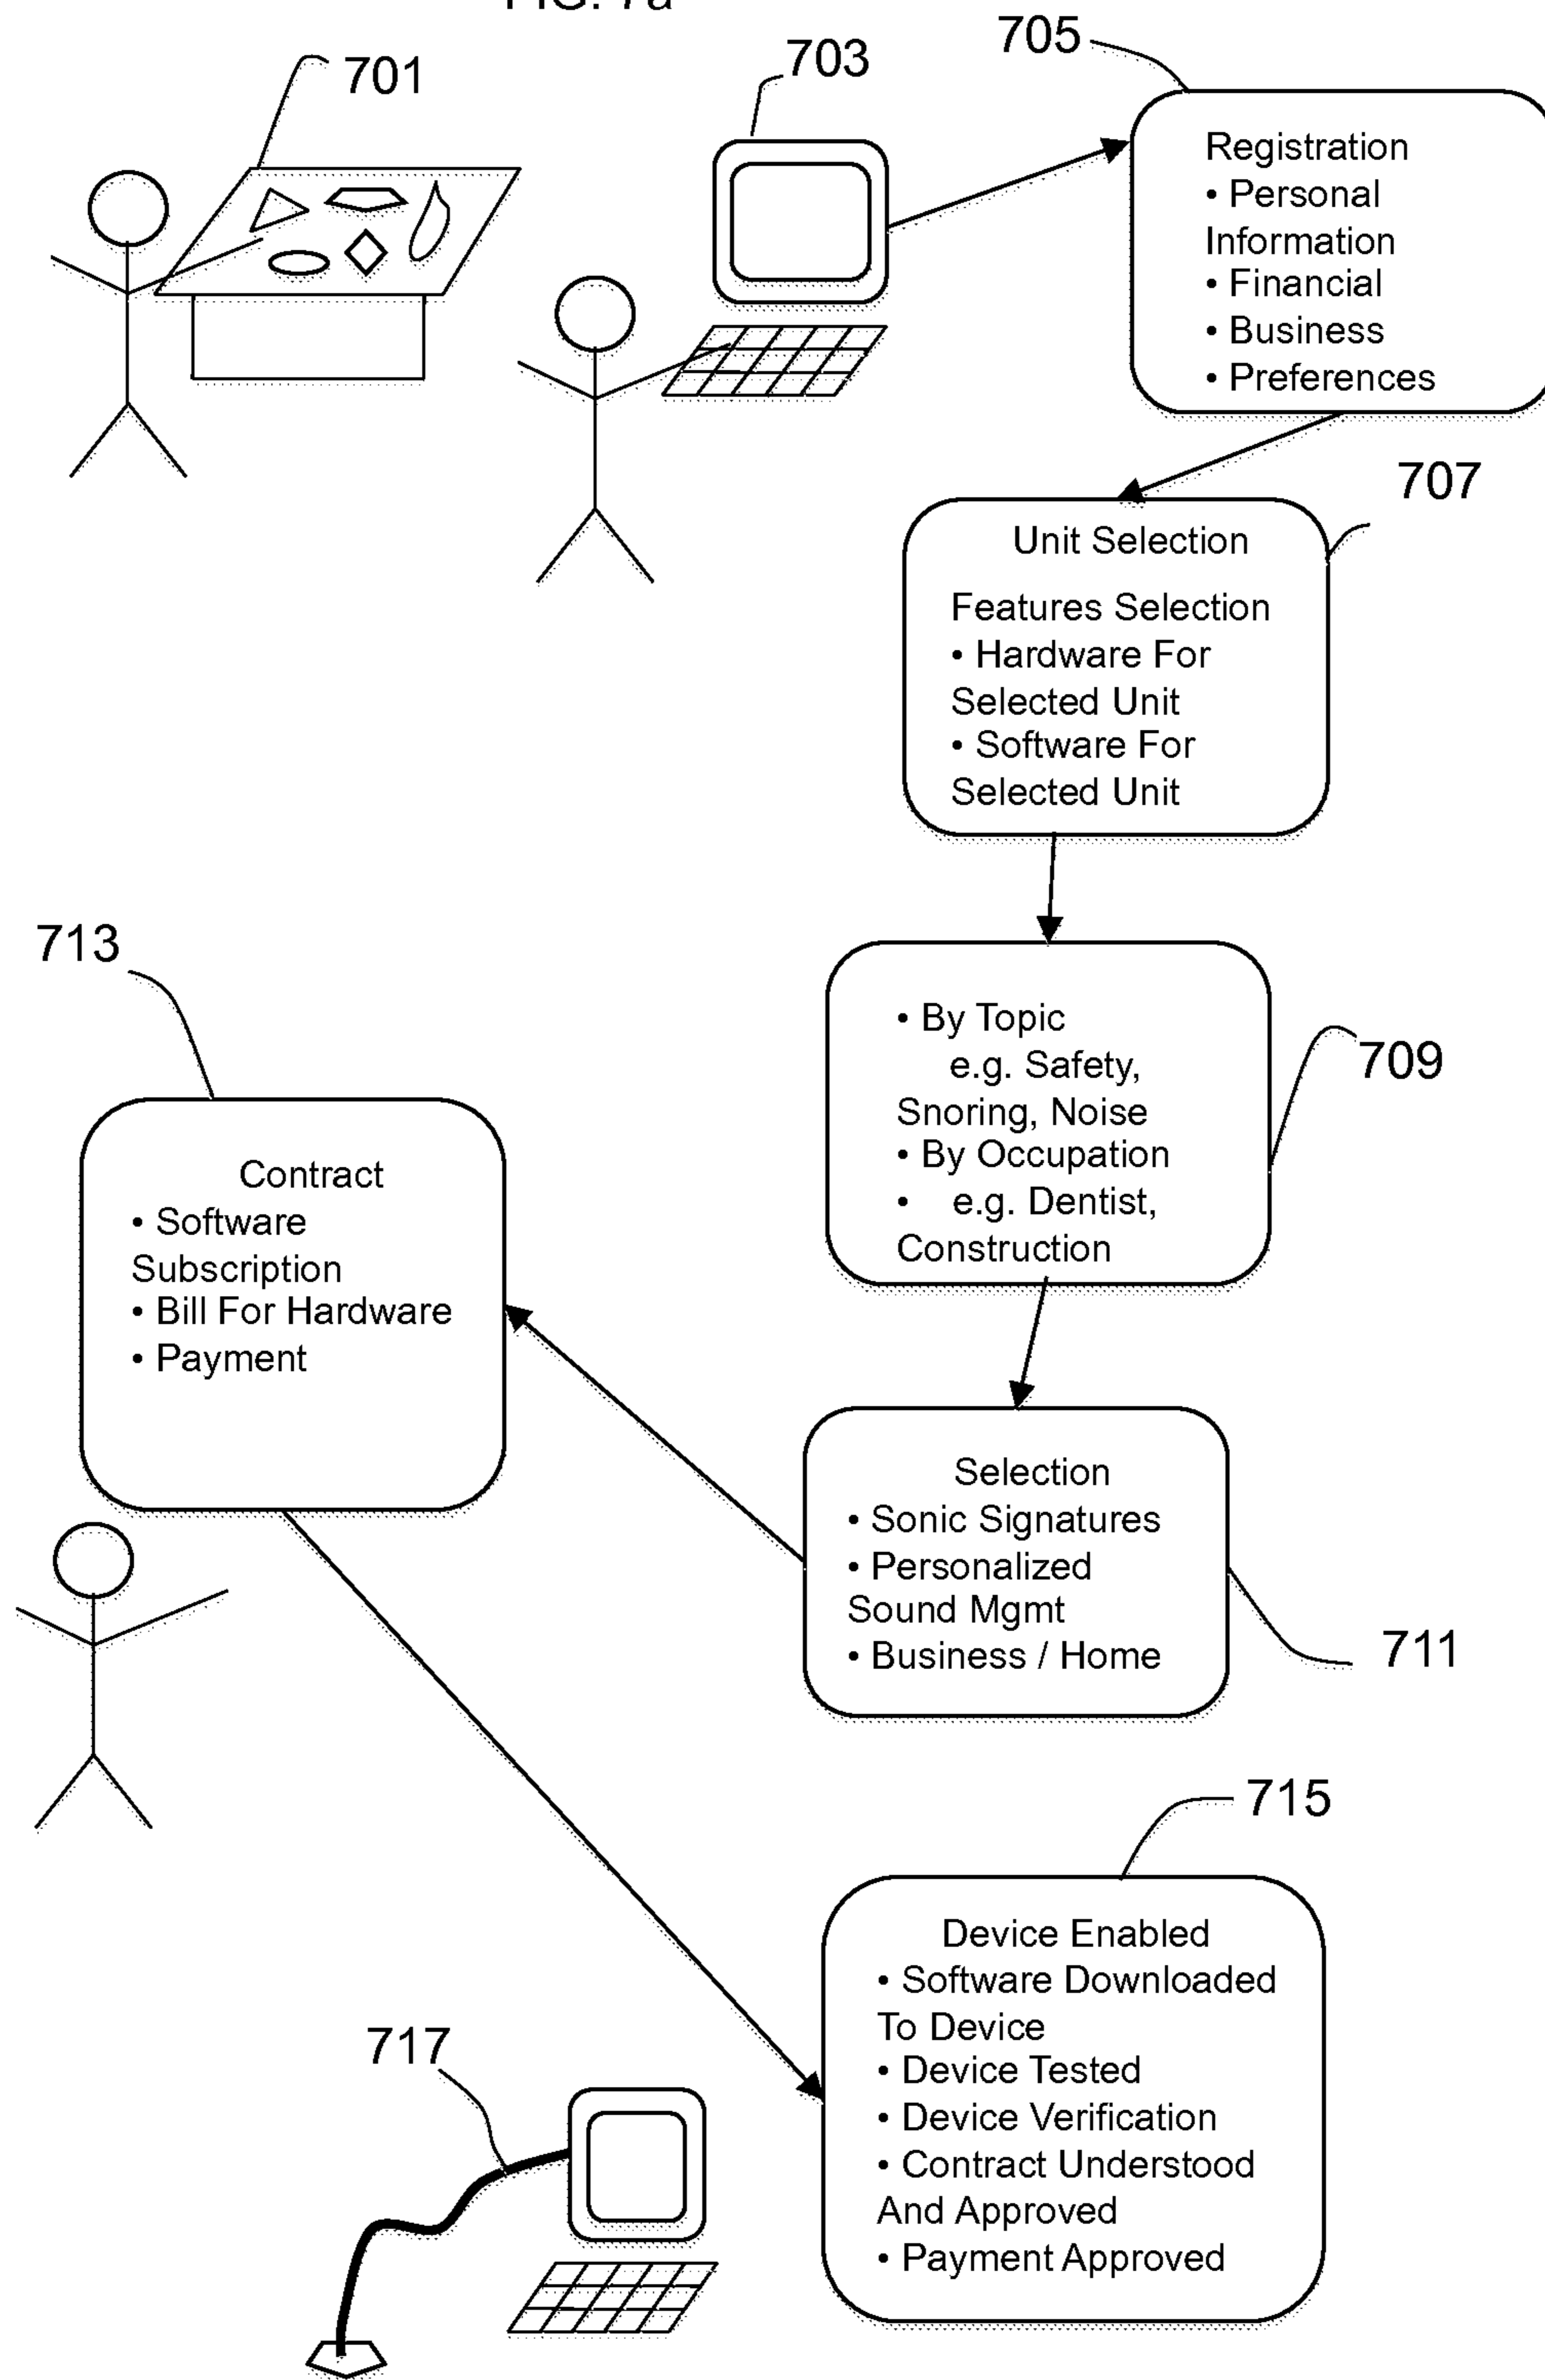 FIG. 7a
701
703
705
Registration
• Personal
Information
• Financial
• Business
• Preferences
707
Unit Selection
Features Selection
• Hardware For
Selected Unit
• Software For
Selected Unit
709
• By Topic
e.g. Safety,
Snoring, Noise
• By Occupation
• e.g. Dentist,
Construction
711
Selection
• Sonic Signatures
• Personalized
Sound Mgmt
• Business / Home
713
Contract
• Software
Subscription
• Bill For Hardware
• Payment
715
Device Enabled
• Software Downloaded
To Device
• Device Tested
• Device Verification
• Contract Understood
And Approved
• Payment Approved
717